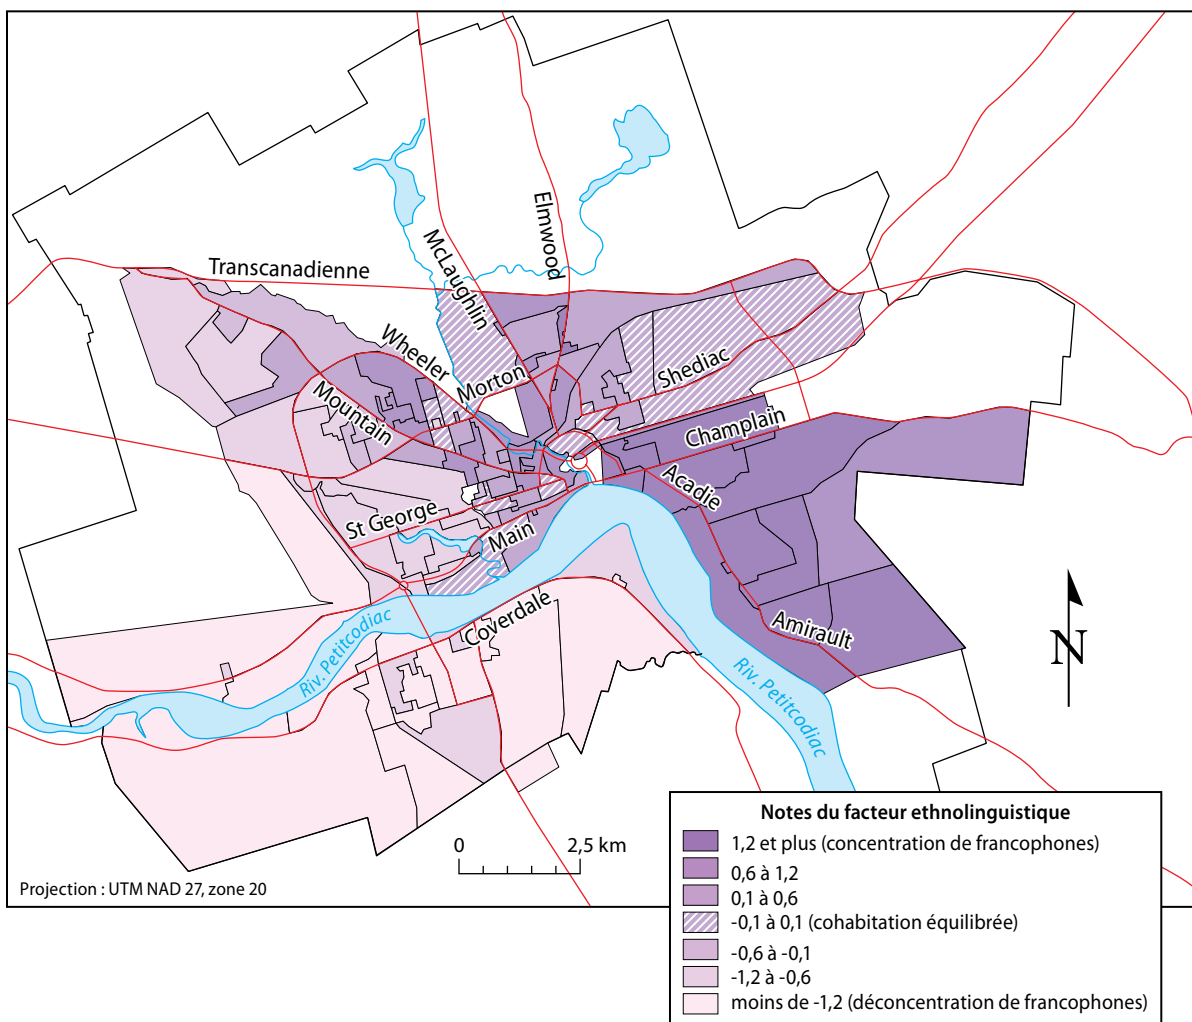 Elmwood
McLaughlin
Transcanadienne
Wheeler
Morton
Shediac
Mountain
Champlain
Acadie
St George
Main
Coverdale
Amirault
Riv. Petitcodiac
Riv. Petitcodiac
N
0 2,5 km
Projection : UTM NAD 27, zone 20
Notes du facteur ethnolinguistique
1,2 et plus (concentration de francophones)
0,6 à 1,2
0,1 à 0,6
-0,1 à 0,1 (cohabitation équilibrée)
-0,6 à -0,1
-1,2 à -0,6
moins de -1,2 (déconcentration de francophones)